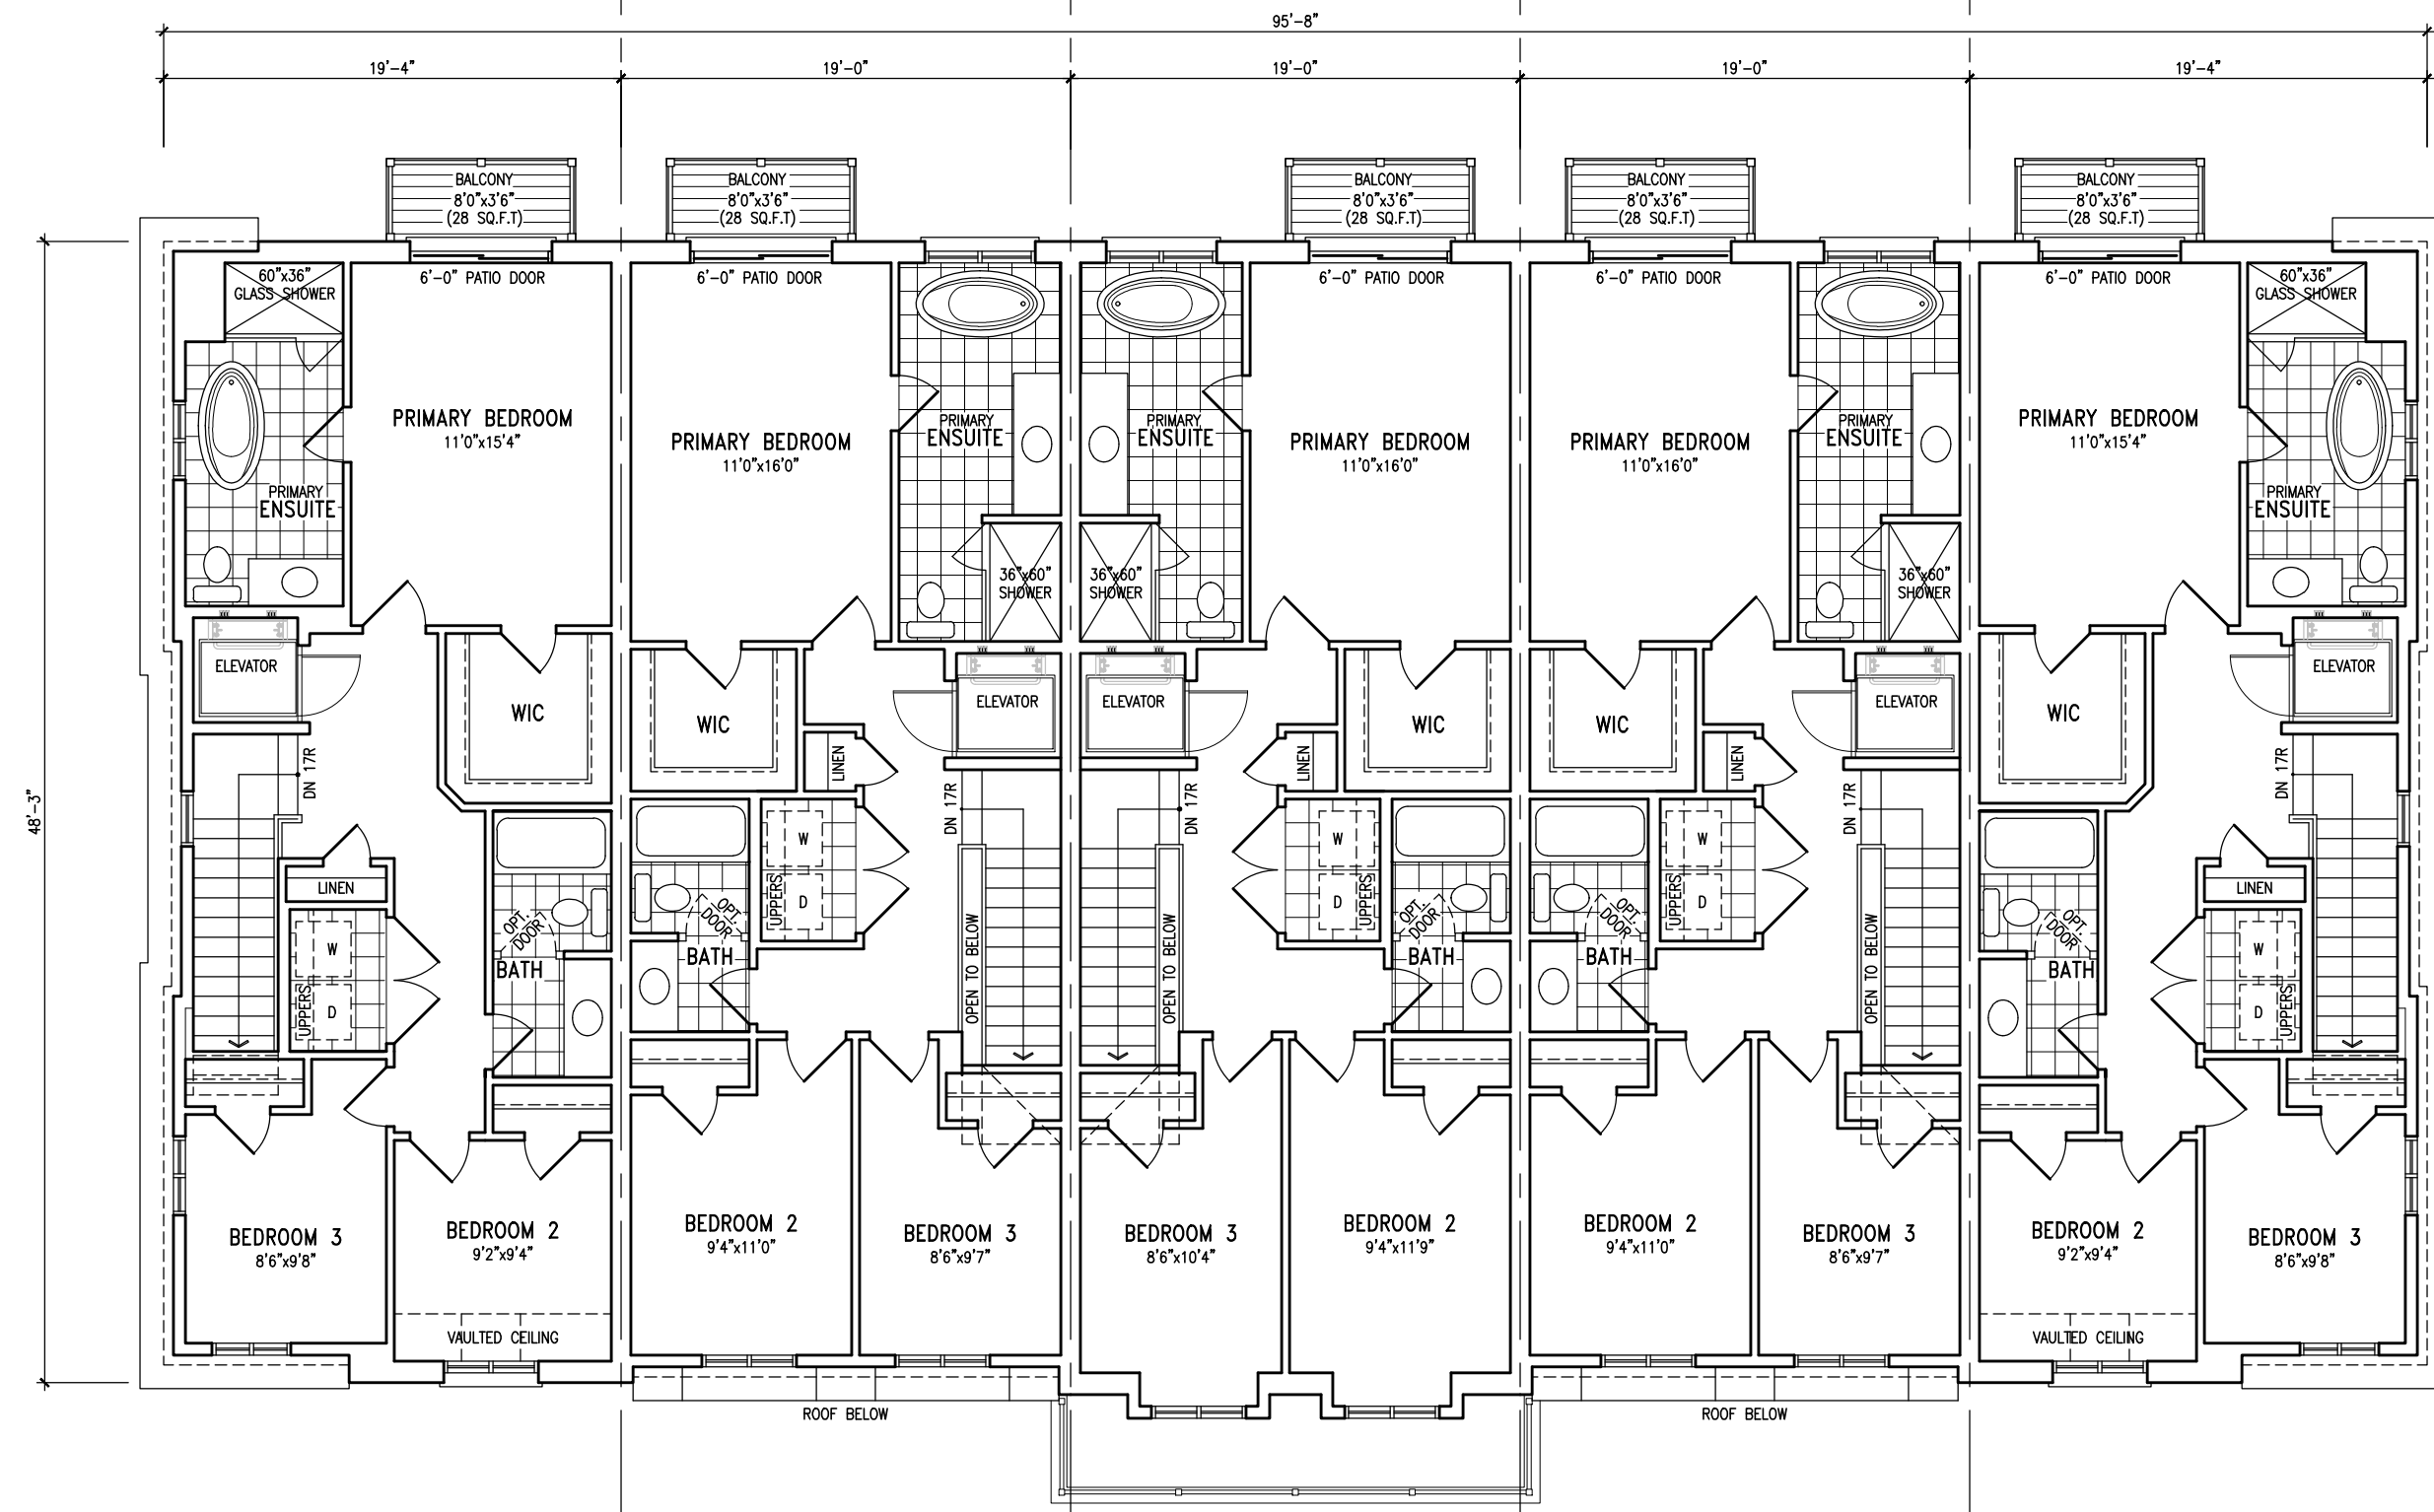 95'-8"
19'-4"
19'-0"
19'-0"
19'-0"
19'-4"
48'-3"
BALCONY
8'0"x3'6"
(28 SQ.F.T)
6'-0" PATIO DOOR
60"x36"
GLASS SHOWER
PRIMARY BEDROOM
11'0"x15'4"
PRIMARY
ENSUITE
ELEVATOR
WIC
DN 17R
LINEN
W
D
UPPERS
OPT.
DOOR
BATH
BEDROOM 3
8'6"x9'8"
BEDROOM 2
9'2"x9'4"
VAULTED CEILING
BALCONY
8'0"x3'6"
(28 SQ.F.T)
6'-0" PATIO DOOR
PRIMARY BEDROOM
11'0"x16'0"
PRIMARY
ENSUITE
36"x60"
SHOWER
WIC
ELEVATOR
LINEN
DN 17R
W
D
UPPERS
OPT.
DOOR
BATH
OPEN TO BELOW
BEDROOM 2
9'4"x11'0"
BEDROOM 3
8'6"x9'7"
ROOF BELOW
BALCONY
8'0"x3'6"
(28 SQ.F.T)
6'-0" PATIO DOOR
PRIMARY
ENSUITE
PRIMARY BEDROOM
11'0"x16'0"
36"x60"
SHOWER
ELEVATOR
WIC
LINEN
DN 17R
W
D
UPPERS
OPT.
DOOR
BATH
OPEN TO BELOW
BEDROOM 3
8'6"x10'4"
BEDROOM 2
9'4"x11'9"
BALCONY
8'0"x3'6"
(28 SQ.F.T)
6'-0" PATIO DOOR
PRIMARY BEDROOM
11'0"x16'0"
PRIMARY
ENSUITE
36"x60"
SHOWER
WIC
ELEVATOR
LINEN
DN 17R
W
D
UPPERS
OPT.
DOOR
BATH
OPEN TO BELOW
BEDROOM 2
9'4"x11'0"
BEDROOM 3
8'6"x9'7"
ROOF BELOW
BALCONY
8'0"x3'6"
(28 SQ.F.T)
6'-0" PATIO DOOR
60"x36"
GLASS SHOWER
PRIMARY BEDROOM
11'0"x15'4"
PRIMARY
ENSUITE
ELEVATOR
WIC
DN 17R
LINEN
W
D
UPPERS
OPT.
DOOR
BATH
BEDROOM 2
9'2"x9'4"
BEDROOM 3
8'6"x9'8"
VAULTED CEILING